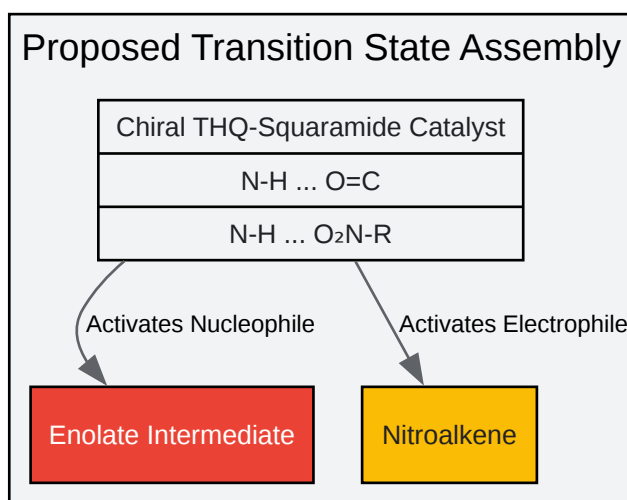 Proposed Transition State Assembly
Chiral THQ-Squaramide Catalyst
N-H ... O=C
N-H ... O₂N-R
Activates Nucleophile
Activates Electrophile
Enolate Intermediate
Nitroalkene